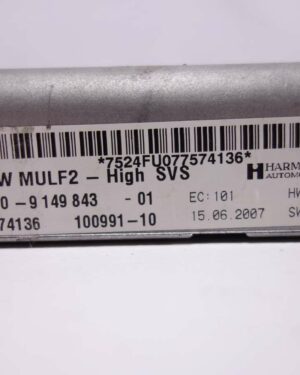 *7524FU077574136*
W MULF2 – High SVS
HARM
AUTOM
0 - 9 149 843 - 01
EC: 101
HW
74136 100991-10
15.06.2007
SW